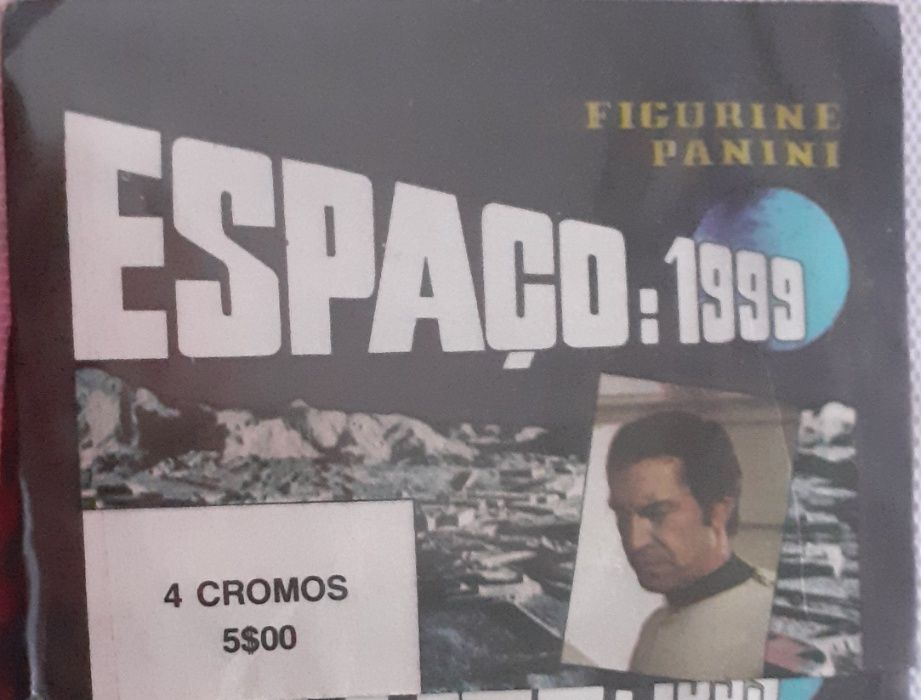 FIGURINE
PANINI
ESPAÇO: 1999
4 CROMOS
5$00